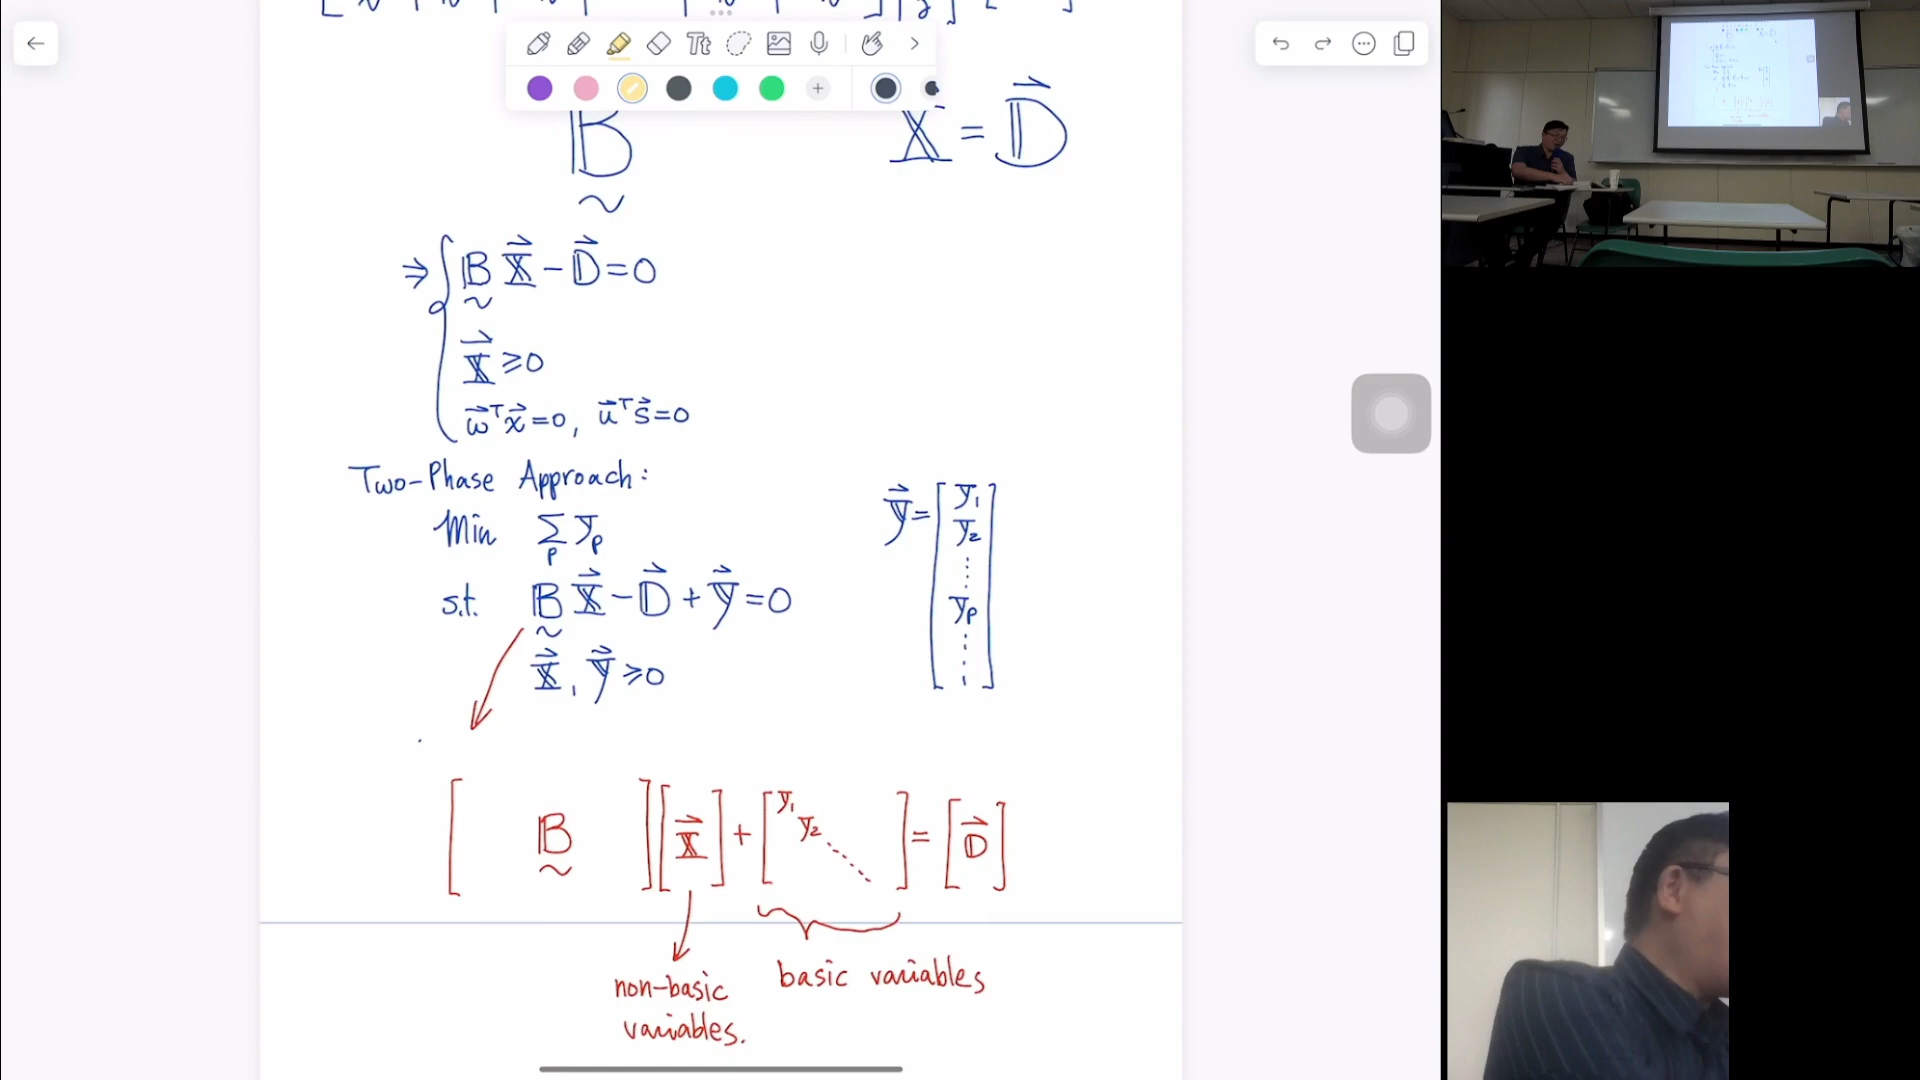 Tt
B
~
X = D
⇒ { B X − D = 0
~
X ≥ 0
w^T x = 0, u^T s = 0
Two-Phase Approach:
Min ∑ y_p
p
s.t. B X − D + Y = 0
~
X, Y ≥ 0
Y = [ y_1
y_2
⋮
y_p
⋮ ]
[ B ] [ X ] + [ y_1 y_2 ⋱ ] = [ D ]
~
non-basic
variables.
basic variables